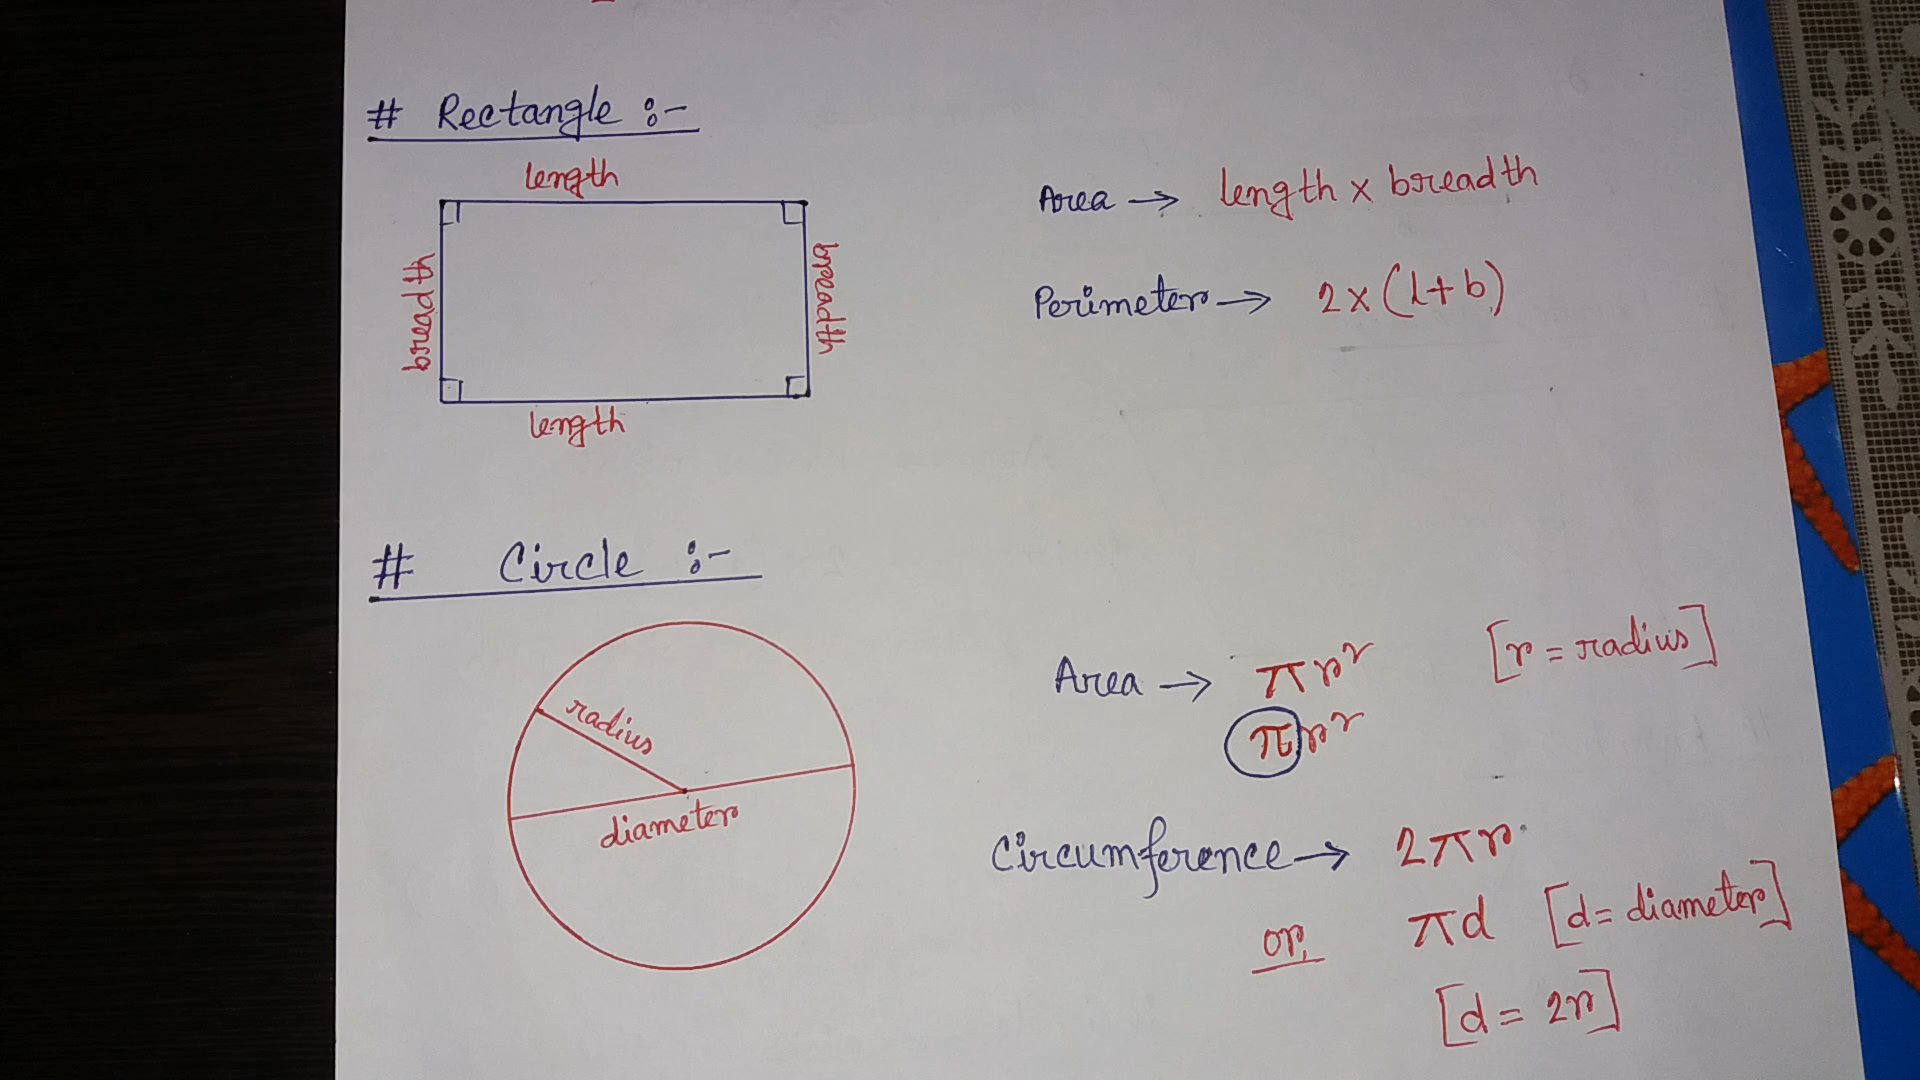 # Rectangle :-
length
breadth
breadth
length
Area → length × breadth
Perimeter → 2 × (l + b)
# Circle :-
radius
diameter
Area → πr² [r = radius]
πr²
Circumference → 2πr
or, πd [d = diameter]
[d = 2r]